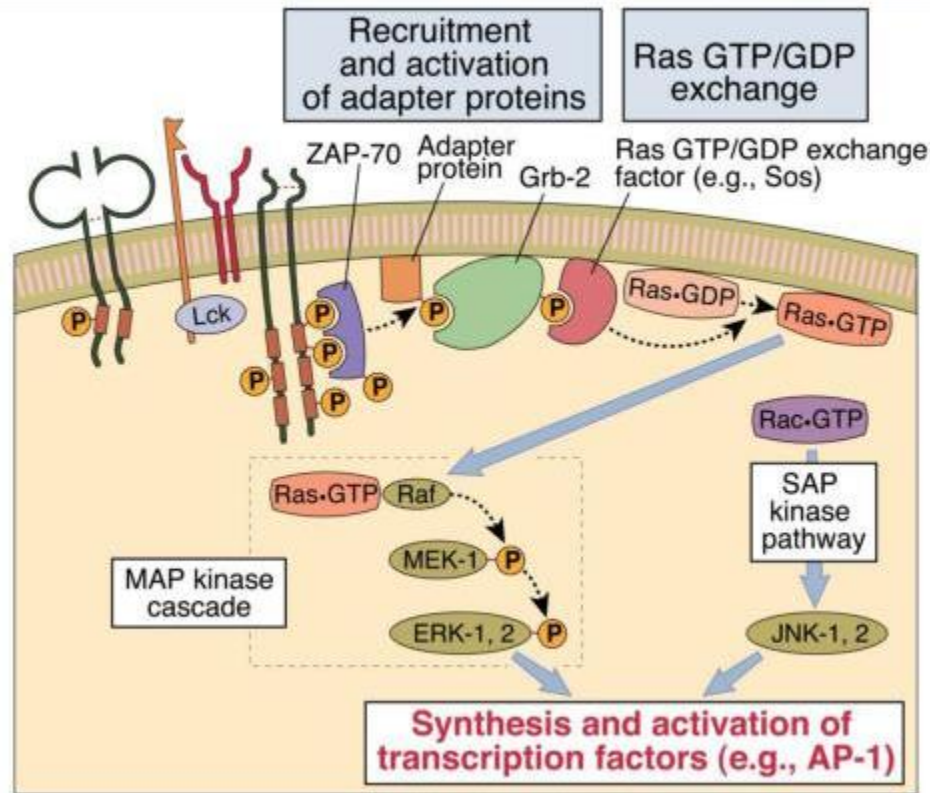 Recruitment
and activation
of adapter proteins
Ras GTP/GDP
exchange
ZAP-70
Adapter
protein
Grb-2
Ras GTP/GDP exchange
factor (e.g., Sos)
P
Lck
P
P
P
P
P
P
P
Ras•GDP
Ras•GTP
Rac•GTP
SAP
kinase
pathway
Ras•GTP
Raf
MEK-1
P
MAP kinase
cascade
ERK-1, 2
P
JNK-1, 2
Synthesis and activation of
transcription factors (e.g., AP-1)